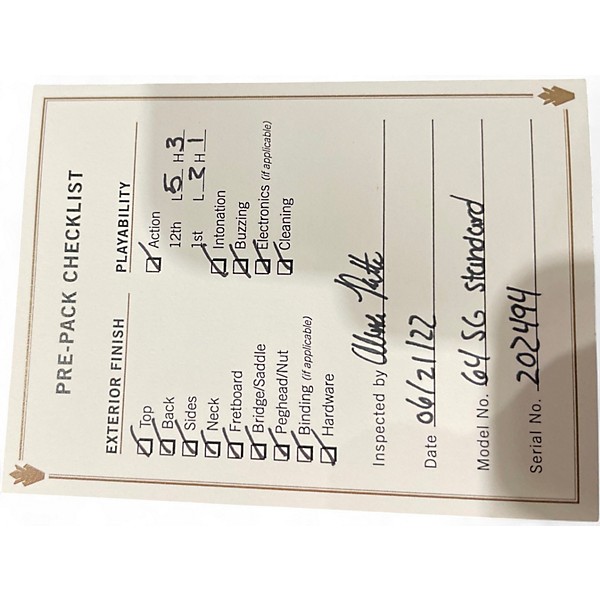 PRE-PACK CHECKLIST
EXTERIOR FINISH
Top
Back
Sides
Neck
Fretboard
Bridge/Saddle
Peghead/Nut
Binding (if applicable)
Hardware
PLAYABILITY
Action
12th L 5 H 3
1st L 2 H 1
Intonation
Buzzing
Electronics (if applicable)
Cleaning
Inspected by
Date 06/21/22
Model No. 64 SG Standard
Serial No. 202494